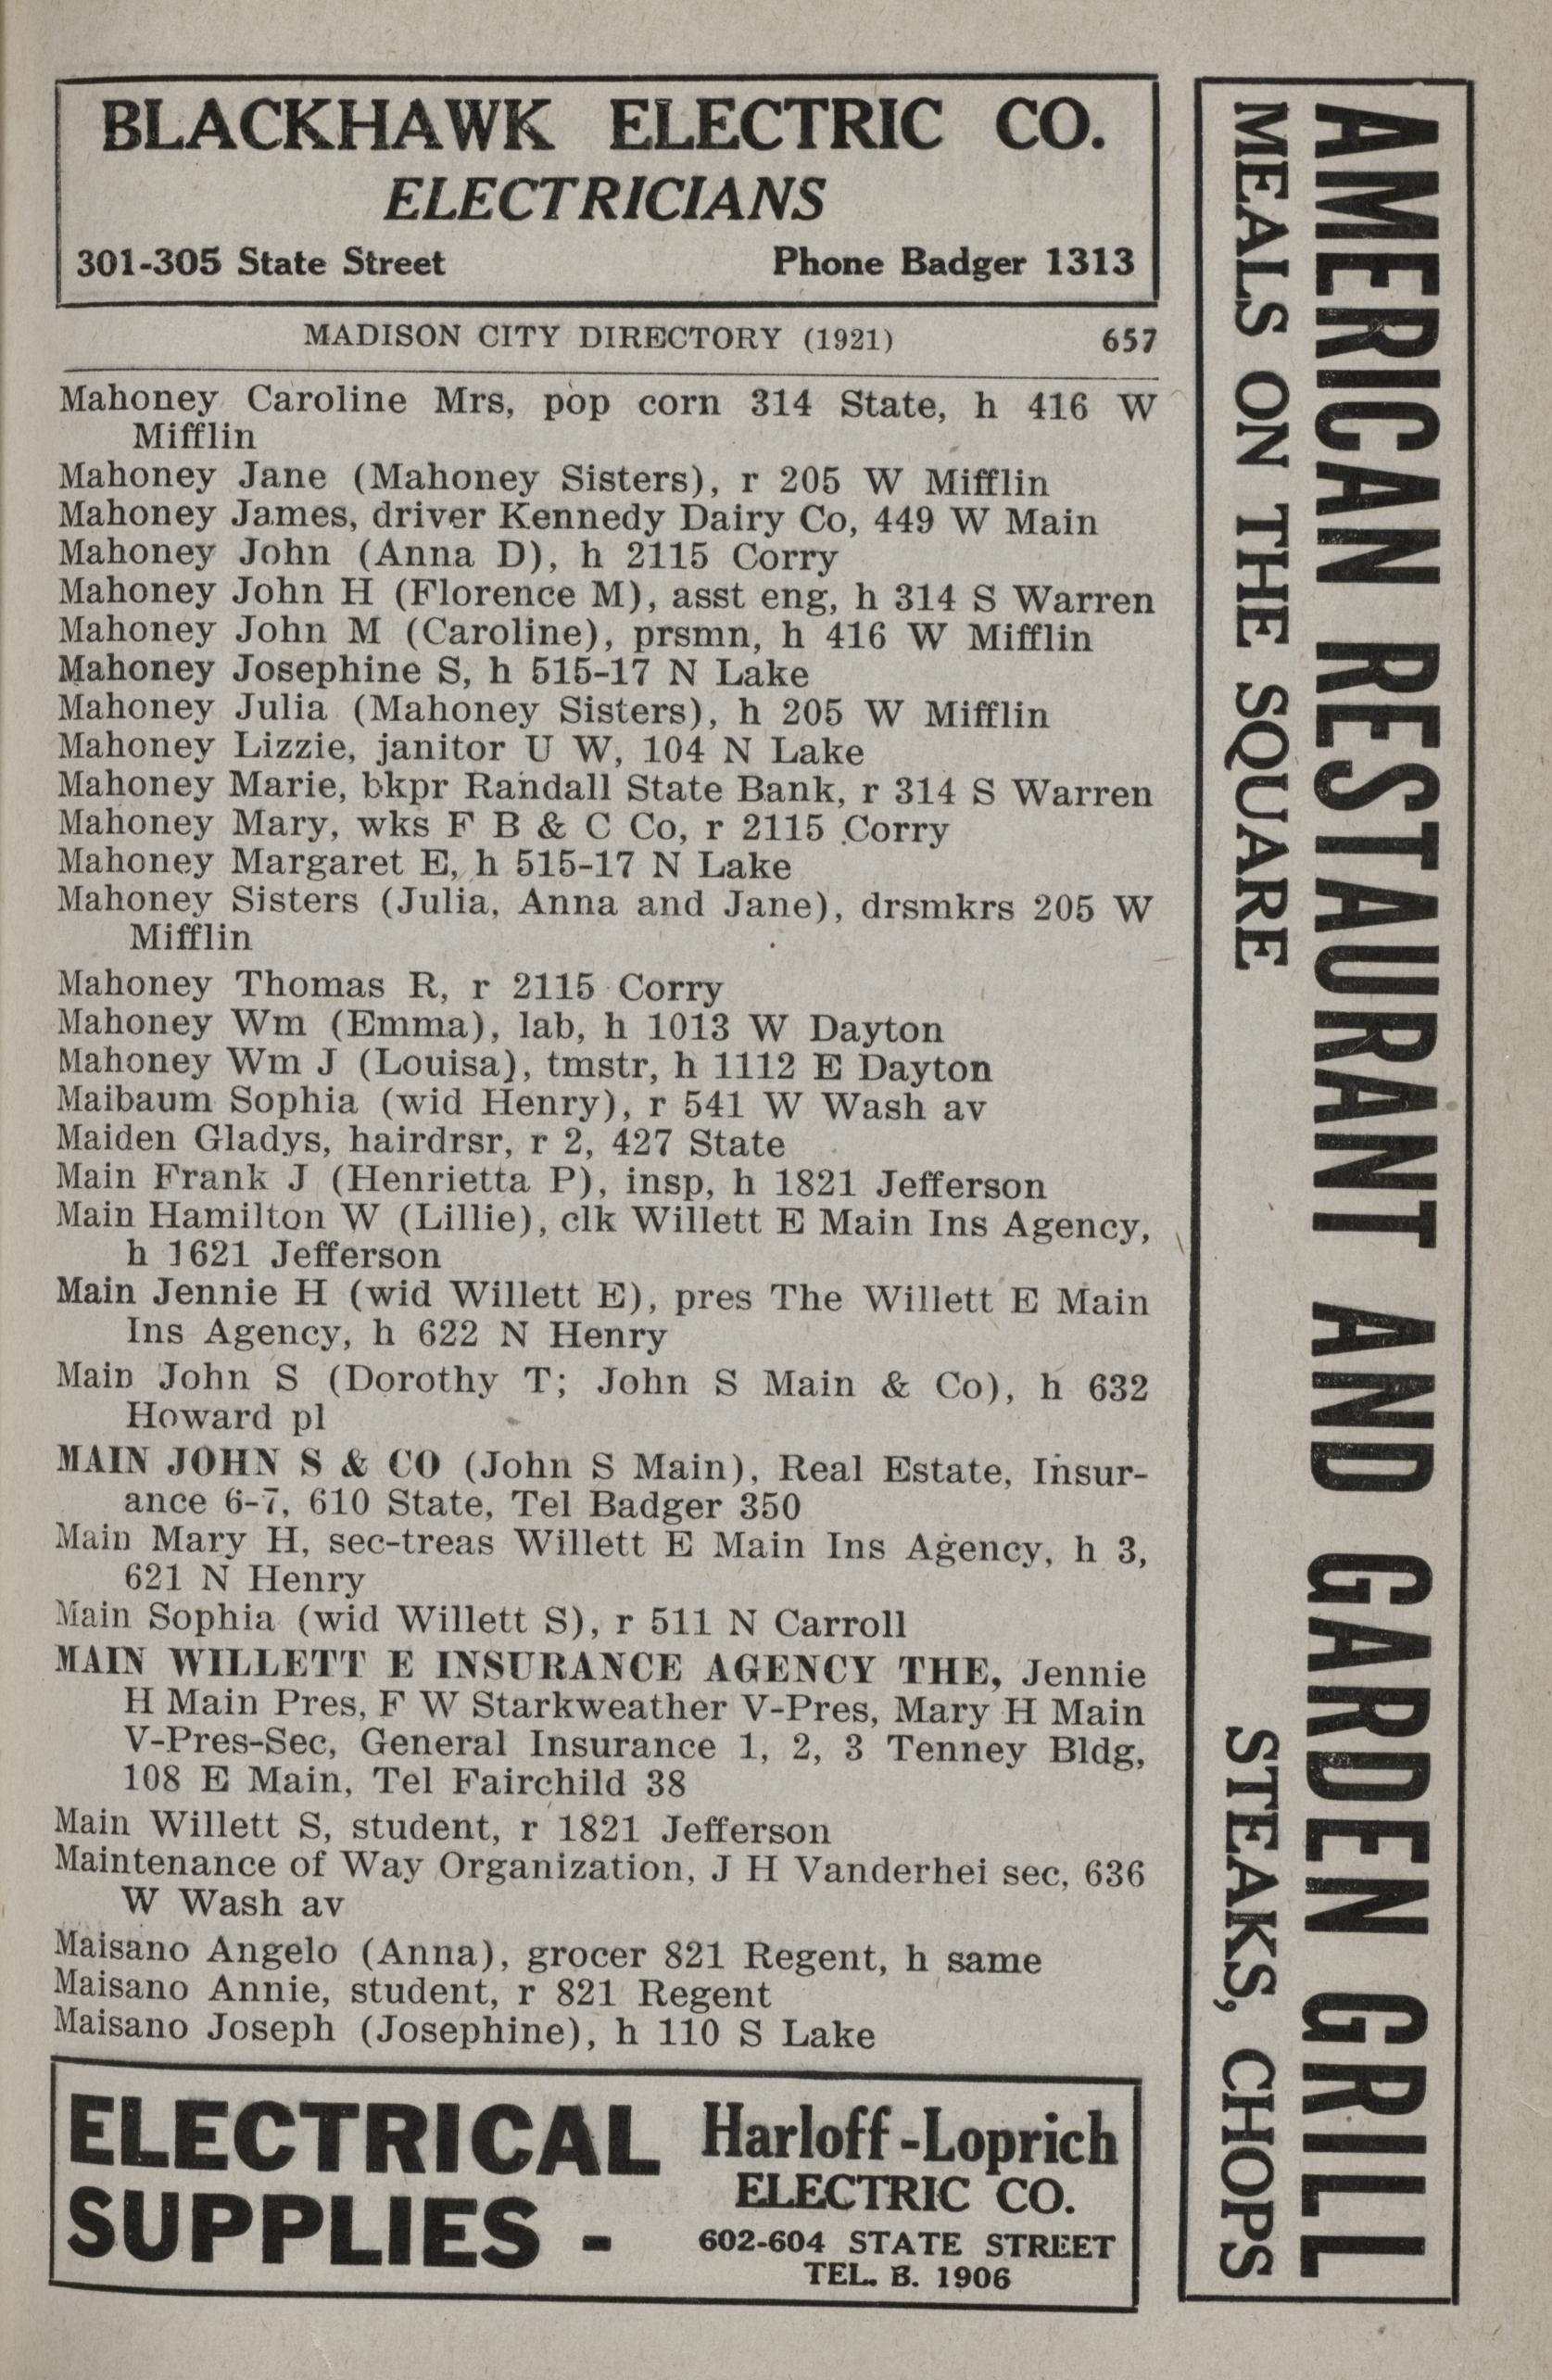 BLACKHAWK ELECTRIC CO.
ELECTRICIANS
301-305 State Street Phone Badger 1313
MADISON CITY DIRECTORY (1921) 657
Mahoney Caroline Mrs, pop corn 314 State, h 416 W
Mifflin
Mahoney Jane (Mahoney Sisters), r 205 W Mifflin
Mahoney James, driver Kennedy Dairy Co, 449 W Main
Mahoney John (Anna D), h 2115 Corry
Mahoney John H (Florence M), asst eng, h 314 S Warren
Mahoney John M (Caroline), prsmn, h 416 W Mifflin
Mahoney Josephine S, h 515-17 N Lake
Mahoney Julia (Mahoney Sisters), h 205 W Mifflin
Mahoney Lizzie, janitor U W, 104 N Lake
Mahoney Marie, bkpr Randall State Bank, r 314 S Warren
Mahoney Mary, wks F B & C Co, r 2115 Corry
Mahoney Margaret E, h 515-17 N Lake
Mahoney Sisters (Julia, Anna and Jane), drsmkrs 205 W
Mifflin
Mahoney Thomas R, r 2115 Corry
Mahoney Wm (Emma), lab, h 1013 W Dayton
Mahoney Wm J (Louisa), tmstr, h 1112 E Dayton
Maibaum Sophia (wid Henry), r 541 W Wash av
Maiden Gladys, hairdrsr, r 2, 427 State
Main Frank J (Henrietta P), insp, h 1821 Jefferson
Main Hamilton W (Lillie), clk Willett E Main Ins Agency,
h 1621 Jefferson
Main Jennie H (wid Willett E), pres The Willett E Main
Ins Agency, h 622 N Henry
Main John S (Dorothy T; John S Main & Co), h 632
Howard pl
MAIN JOHN S & CO (John S Main), Real Estate, Insur-
ance 6-7, 610 State, Tel Badger 350
Main Mary H, sec-treas Willett E Main Ins Agency, h 3,
621 N Henry
Main Sophia (wid Willett S), r 511 N Carroll
MAIN WILLETT E INSURANCE AGENCY THE, Jennie
H Main Pres, F W Starkweather V-Pres, Mary H Main
V-Pres-Sec, General Insurance 1, 2, 3 Tenney Bldg,
108 E Main, Tel Fairchild 38
Main Willett S, student, r 1821 Jefferson
Maintenance of Way Organization, J H Vanderhei sec, 636
W Wash av
Maisano Angelo (Anna), grocer 821 Regent, h same
Maisano Annie, student, r 821 Regent
Maisano Joseph (Josephine), h 110 S Lake
ELECTRICAL
SUPPLIES -
Harloff-Loprich
ELECTRIC CO.
602-604 STATE STREET
TEL. B. 1906
AMERICAN RESTAURANT AND GARDEN GRILL
MEALS ON THE SQUARE STEAKS, CHOPS